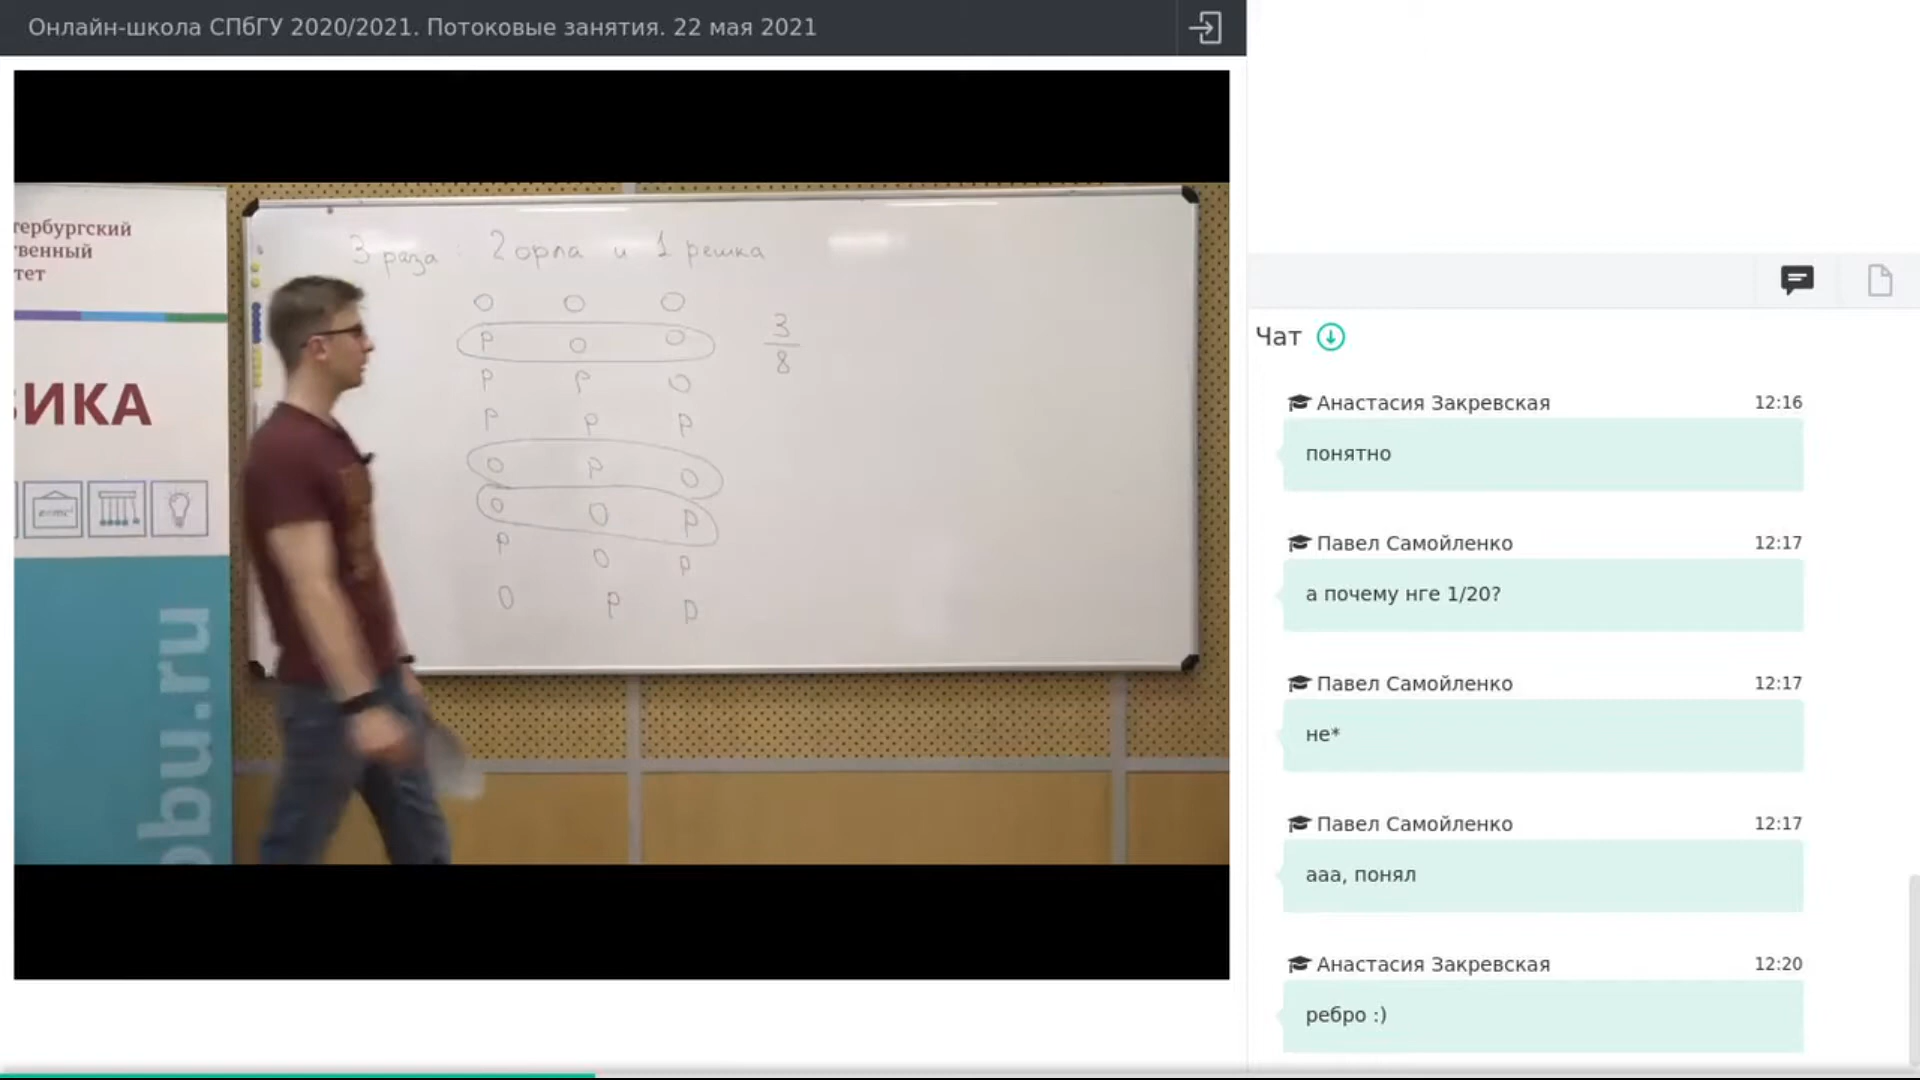 Онлайн-школа СПбГУ 2020/2021. Потоковые занятия. 22 мая 2021
тербургский
венный
тет
ИКА
bu.ru
3 раза : 2 орла и 1 решка
О О О
Р О О
Р Р О
Р Р Р
О Р О
О О Р
Р О Р
О Р Р
3
8
Чат
Анастасия Закревская 12:16
понятно
Павел Самойленко 12:17
а почему нге 1/20?
Павел Самойленко 12:17
не*
Павел Самойленко 12:17
ааа, понял
Анастасия Закревская 12:20
ребро :)